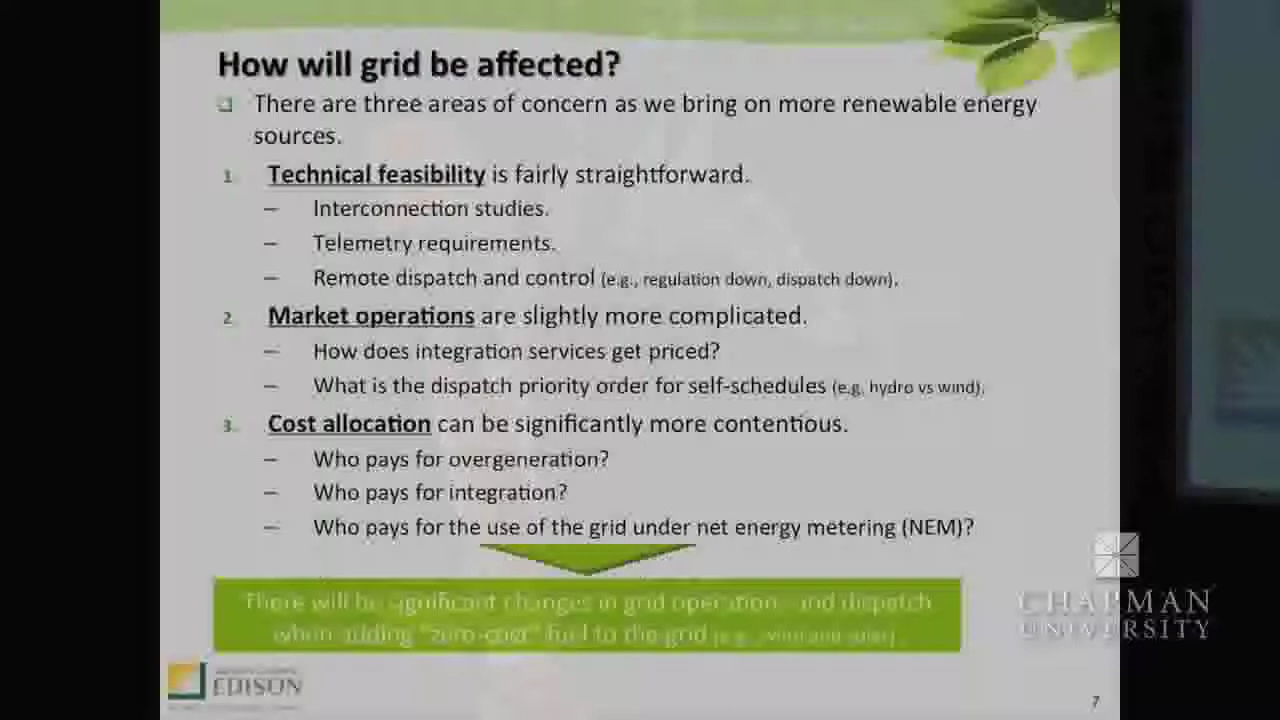 How will grid be affected?
There are three areas of concern as we bring on more renewable energy
sources.
1. Technical feasibility is fairly straightforward.
– Interconnection studies.
– Telemetry requirements.
– Remote dispatch and control (e.g., regulation down, dispatch down).
2. Market operations are slightly more complicated.
– How does integration services get priced?
– What is the dispatch priority order for self-schedules (e.g. hydro vs wind).
3. Cost allocation can be significantly more contentious.
– Who pays for overgeneration?
– Who pays for integration?
– Who pays for the use of the grid under net energy metering (NEM)?
There will be significant changes in grid operations and dispatch
when adding "zero-cost" fuel to the grid (e.g., wind and solar).
EDISON
7
CHAPMAN
UNIVERSITY